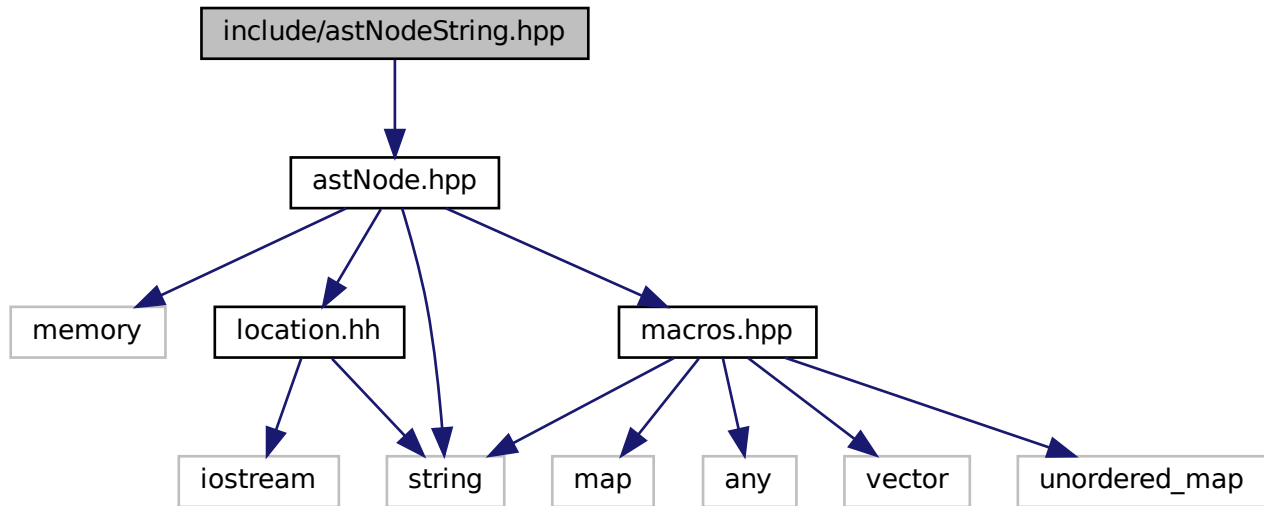 include/astNodeString.hpp
astNode.hpp
memory
location.hh
macros.hpp
iostream
string
map
any
vector
unordered_map